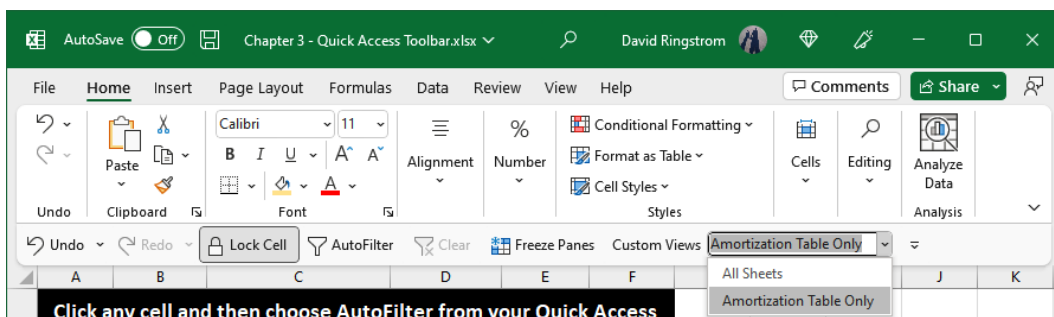 AutoSave Off Chapter 3 - Quick Access Toolbar.xlsx David Ringstrom
File Home Insert Page Layout Formulas Data Review View Help Comments Share
Calibri 11 Conditional Formatting
Paste B I U A A Alignment % Number Format as Table Cells Editing Analyze Data
A Cell Styles
Undo Clipboard Font Styles Analysis
Undo Redo Lock Cell AutoFilter Clear Freeze Panes Custom Views Amortization Table Only
All Sheets
A B C D E F J K
Amortization Table Only
Click any cell and then choose AutoFilter from your Quick Access